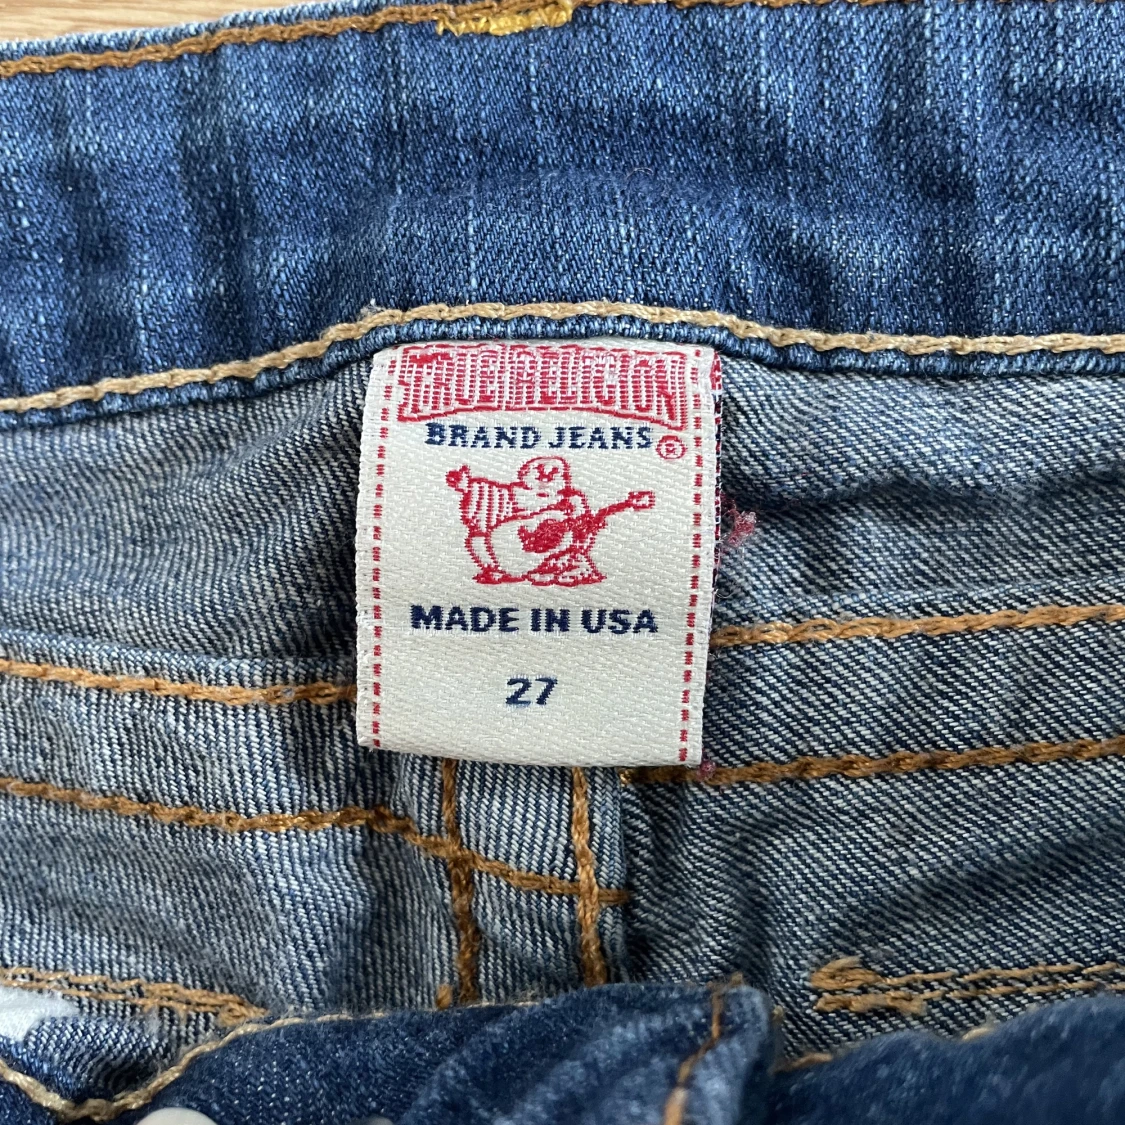 TRUE RELIGION
BRAND JEANS ®
MADE IN USA
27